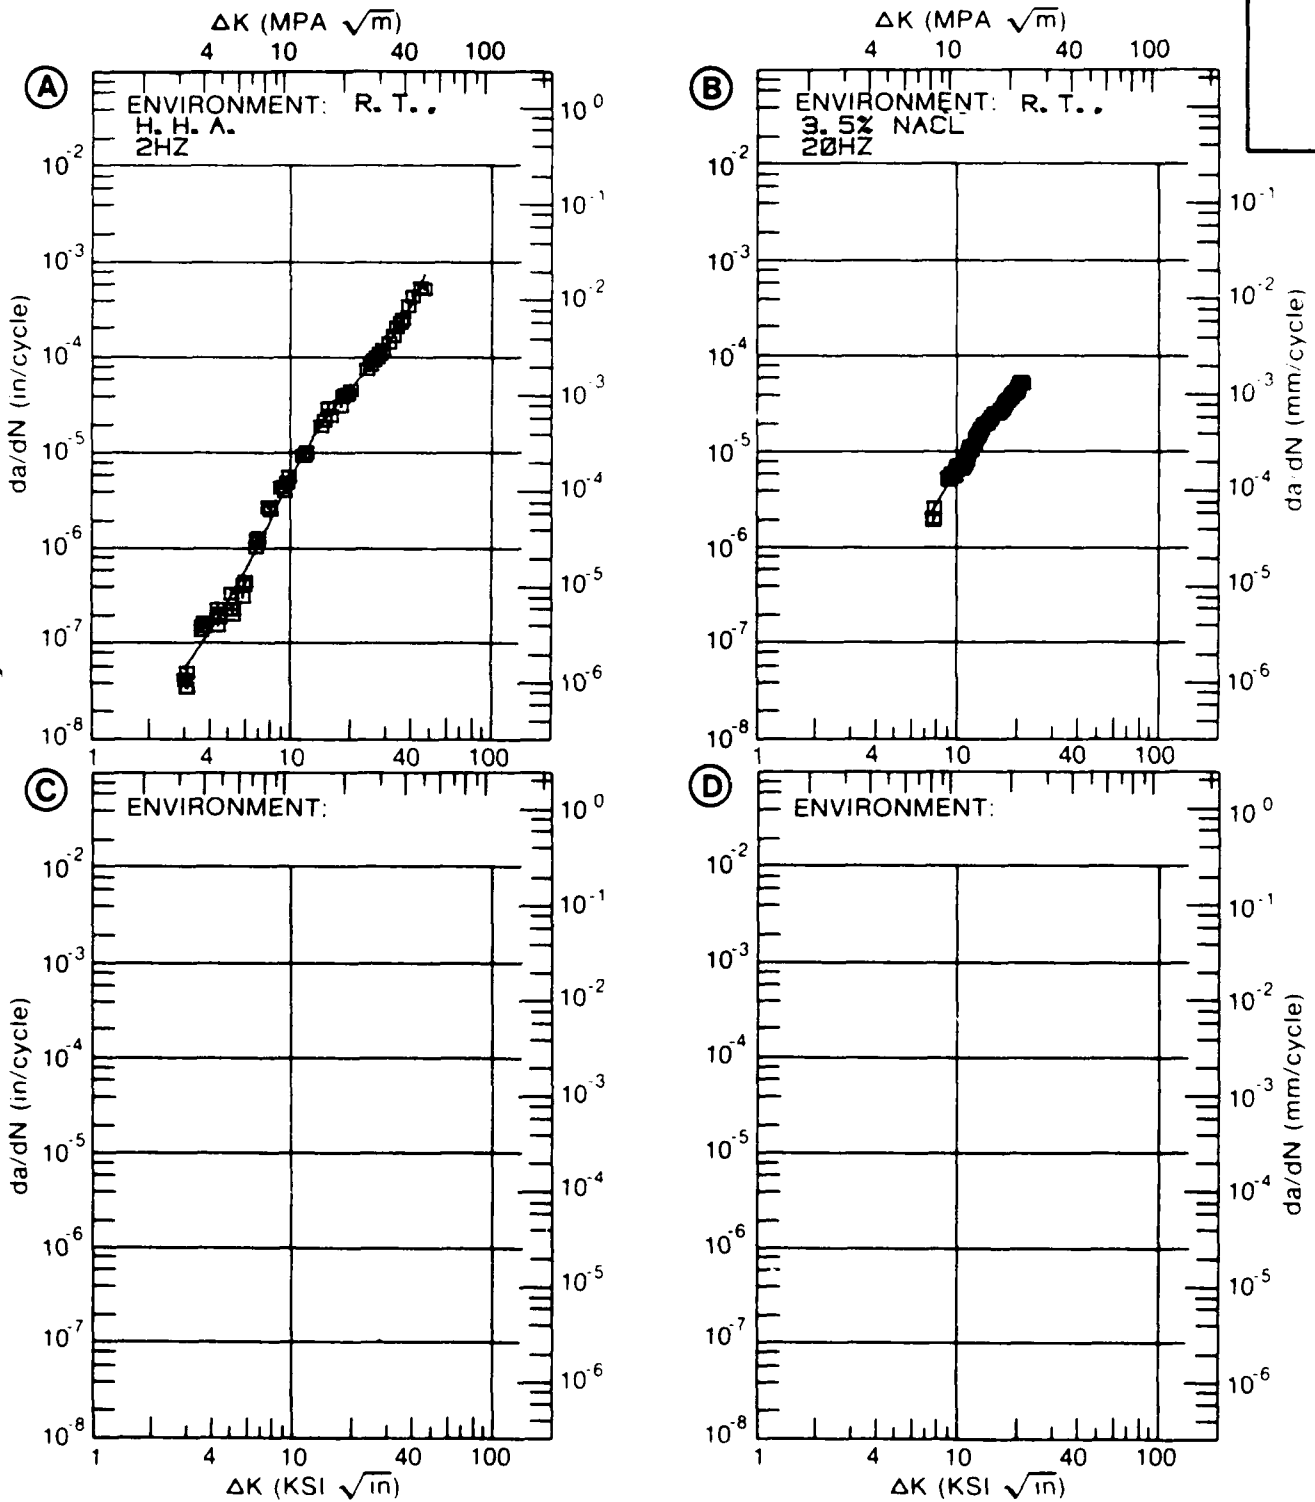 ΔK (MPA √m)
4 10 40 100
A
ENVIRONMENT: R. T. .
H. H. A.
2HZ
10^-2
10^-3
10^-4
10^-5
10^-6
10^-7
10^-8
da/dN (in/cycle)
10^0
10^-1
10^-2
10^-3
10^-4
10^-5
10^-6
1 4 10 40 100
ΔK (MPA √m)
4 10 40 100
B
ENVIRONMENT: R. T. .
3. 5% NACL
20HZ
10^-2
10^-3
10^-4
10^-5
10^-6
10^-7
10^-8
10^-1
10^-2
10^-3
10^-4
10^-5
10^-6
da/dN (mm/cycle)
1 4 10 40 100
C
ENVIRONMENT:
10^-2
10^-3
10^-4
10^-5
10^-6
10^-7
10^-8
da/dN (in/cycle)
10^0
10^-1
10^-2
10^-3
10^-4
10^-5
10^-6
1 4 10 40 100
ΔK (KSI √in)
D
ENVIRONMENT:
10^-2
10^-3
10^-4
10^-5
10^-6
10^-7
10^-8
10^0
10^-1
10^-2
10^-3
10^-4
10^-5
10^-6
da/dN (mm/cycle)
1 4 10 40 100
ΔK (KSI √in)